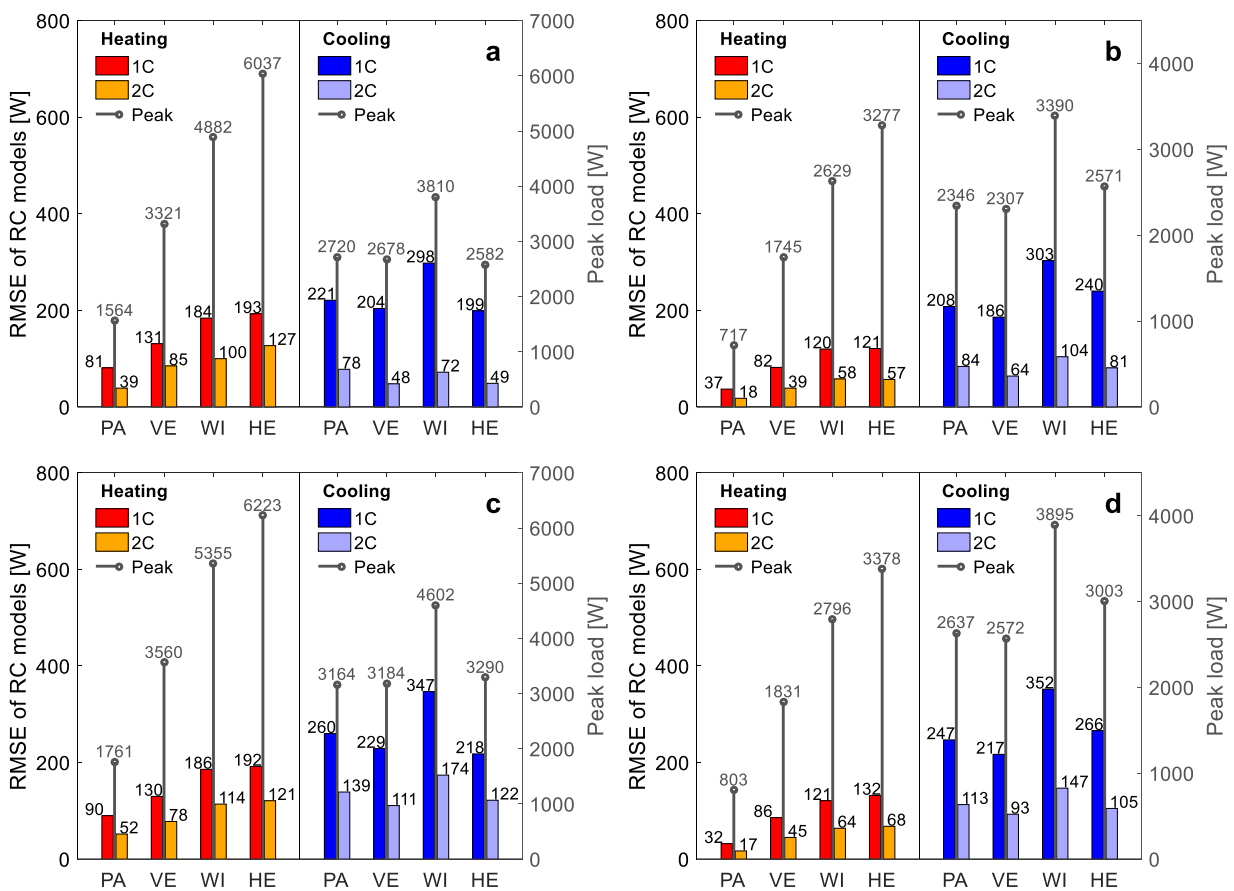 800 7000 800
Heating Cooling a Heating Cooling b
1C 1C 1C 1C
2C 2C 2C 2C
Peak Peak Peak Peak
RMSE of RC models [W]
Peak load [W]
RMSE of RC models [W]
Peak load [W]
6037
6000 4000
4882
600 5000 600
3390
3277
3810
4000
2629
3000
3321
400 400
2571
2720 2678 2582
3000
2346 2307
298 303
2000
1745
221 204 199
2000
208 186 240
1564
200 200
131 184 193
1000
717
82 120 121
81 39 85 100 127
78 48 72 49
1000
37 18 39 58 57
84 64 104 81
0 0 0 0
PA VE WI HE PA VE WI HE PA VE WI HE PA VE WI HE
800 7000 800
Heating Cooling c Heating Cooling d
1C 1C 1C 1C
2C 2C 2C 2C
Peak Peak Peak Peak
RMSE of RC models [W]
Peak load [W]
RMSE of RC models [W]
Peak load [W]
6223
6000 4000
5355
3895
600 5000 600
4602
3378
4000
3003
3000
2796
3560
400 400
3164 3184 3290
3000
2637 2572
347 352
2000
1831
260 229 218
2000
247 217 266
1761
200 200
130 186 192
1000
803
86 121 132
90 52 78 114 121
139 111 174 122
1000
32 17 45 64 68
113 93 147 105
0 0 0 0
PA VE WI HE PA VE WI HE PA VE WI HE PA VE WI HE